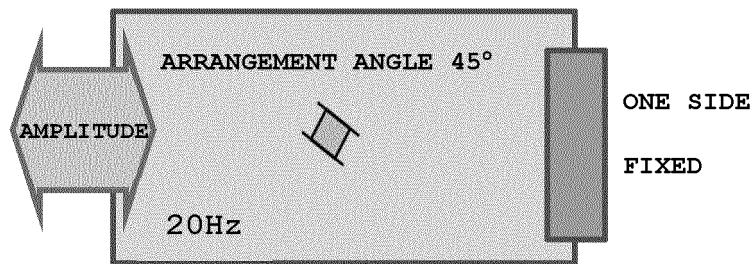 ARRANGEMENT ANGLE 45°
ONE SIDE
AMPLITUDE
FIXED
20Hz